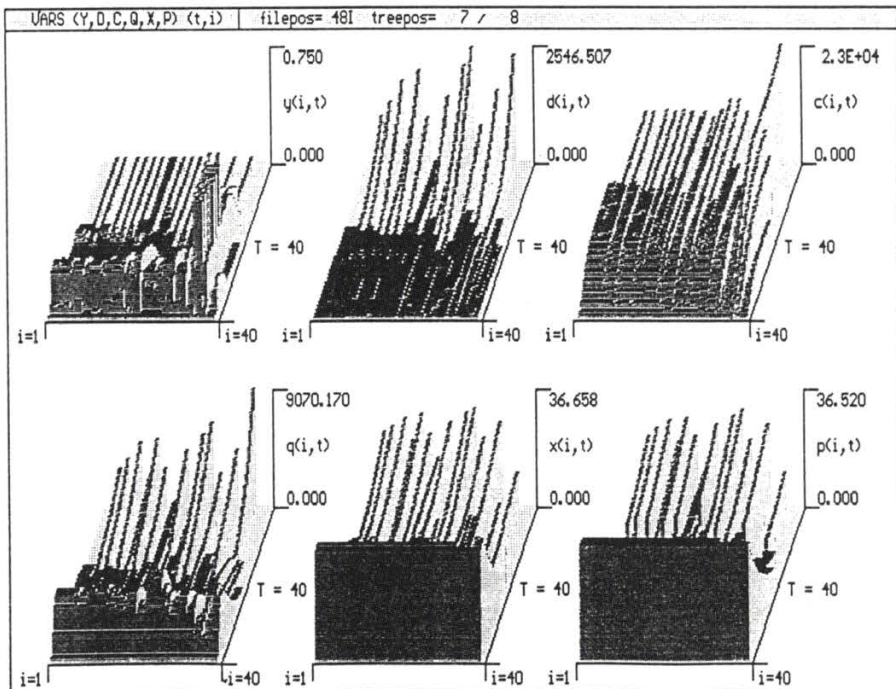 VARS (Y,D,C,Q,X,P) (t,i) filepos= 48I treepos= 7 / 8
0.750
y(i,t)
0.000
T = 40
i=1 i=40
2546.507
d(i,t)
0.000
T = 40
i=1 i=40
2.3E+04
c(i,t)
0.000
T = 40
i=1 i=40
9070.170
q(i,t)
0.000
T = 40
i=1 i=40
36.658
x(i,t)
0.000
T = 40
i=1 i=40
36.520
p(i,t)
0.000
T = 40
i=1 i=40